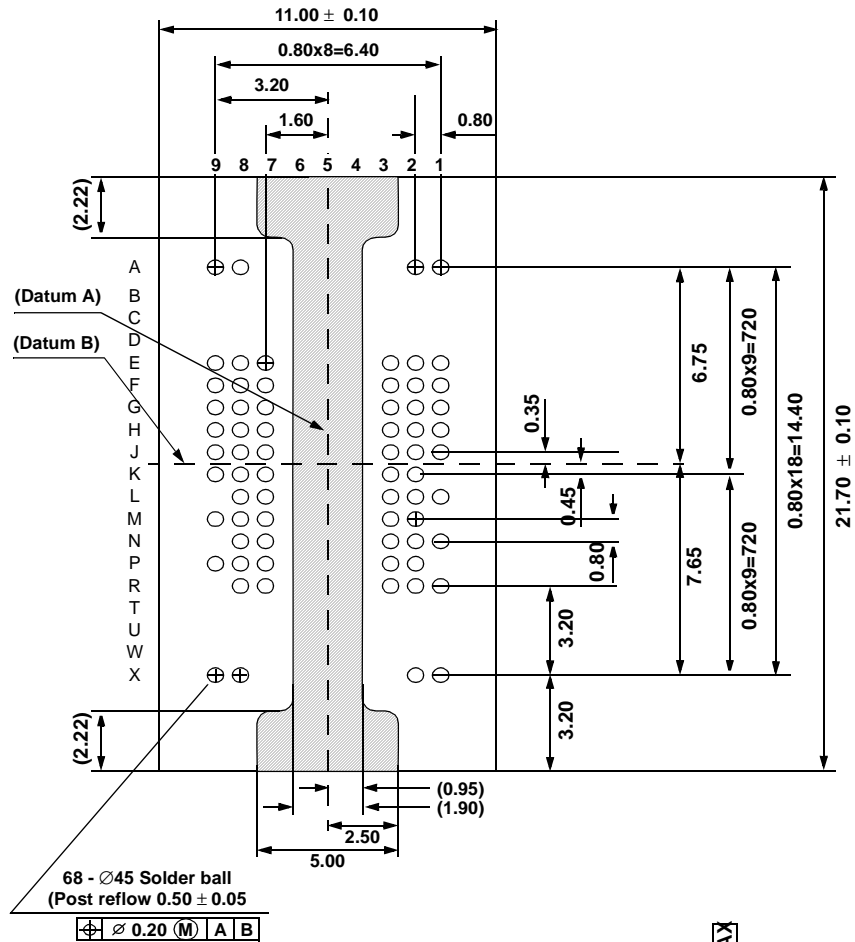 11.00 ± 0.10
0.80x8=6.40
3.20
1.60
0.80
9 8 7 6 5 4 3 2 1
(2.22)
A
B
C
D
E
F
G
H
J
K
L
M
N
P
R
T
U
W
X
(Datum A)
(Datum B)
0.35
0.45
0.80
3.20
3.20
6.75
7.65
0.80x9=720
0.80x9=720
0.80x18=14.40
21.70 ± 0.10
(2.22)
(0.95)
(1.90)
2.50
5.00
68 - ∅45 Solder ball
(Post reflow 0.50 ± 0.05
⌖ ∅ 0.20 Ⓜ A B